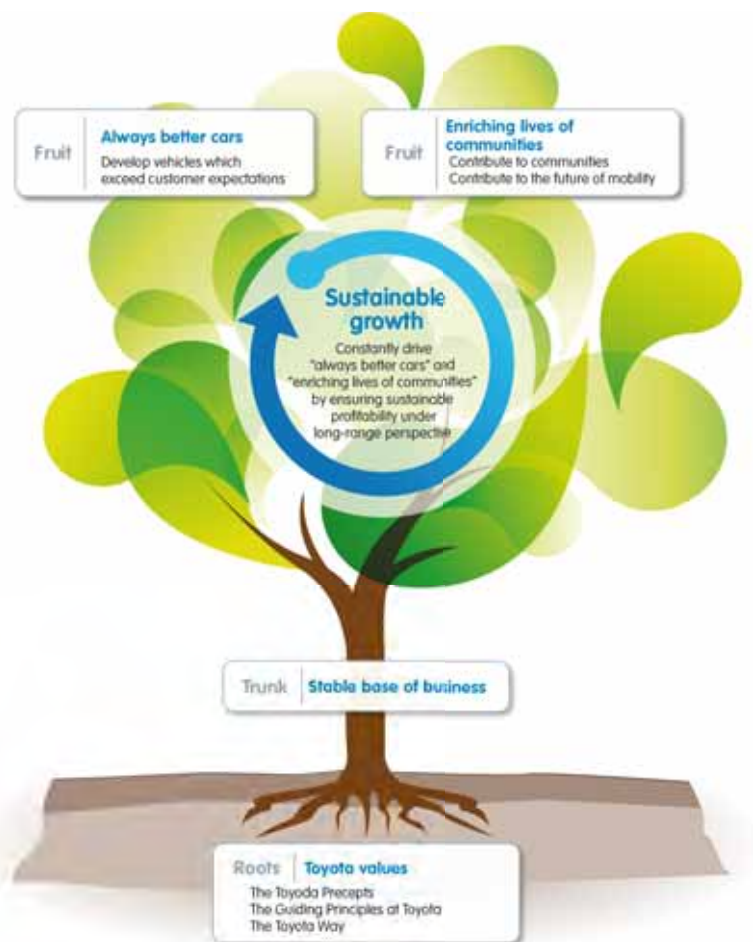 Fruit
Always better cars
Develop vehicles which
exceed customer expectations
Fruit
Enriching lives of
communities
Contribute to communities
Contribute to the future of mobility
Sustainable
growth
Constantly drive
"always better cars" and
"enriching lives of communities"
by ensuring sustainable
profitability under
long-range perspective
Trunk
Stable base of business
Roots
Toyota values
The Toyoda Precepts
The Guiding Principles at Toyota
The Toyota Way